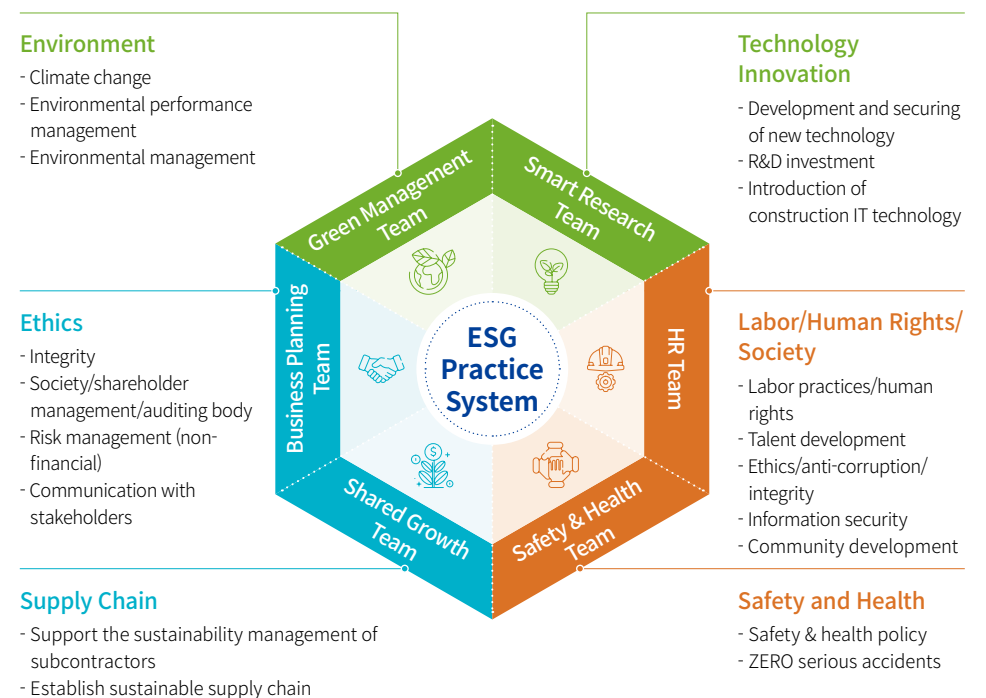 Environment
- Climate change
- Environmental performance
management
- Environmental management
Technology
Innovation
- Development and securing
of new technology
- R&D investment
- Introduction of
construction IT technology
Green Management
Team
Smart Research
Team
Business Planning
Team
ESG
Practice
System
HR Team
Shared Growth
Team
Safety & Health
Team
Ethics
- Integrity
- Society/shareholder
management/auditing body
- Risk management (non-
financial)
- Communication with
stakeholders
Labor/Human Rights/
Society
- Labor practices/human
rights
- Talent development
- Ethics/anti-corruption/
integrity
- Information security
- Community development
Supply Chain
- Support the sustainability management of
subcontractors
- Establish sustainable supply chain
Safety and Health
- Safety & health policy
- ZERO serious accidents